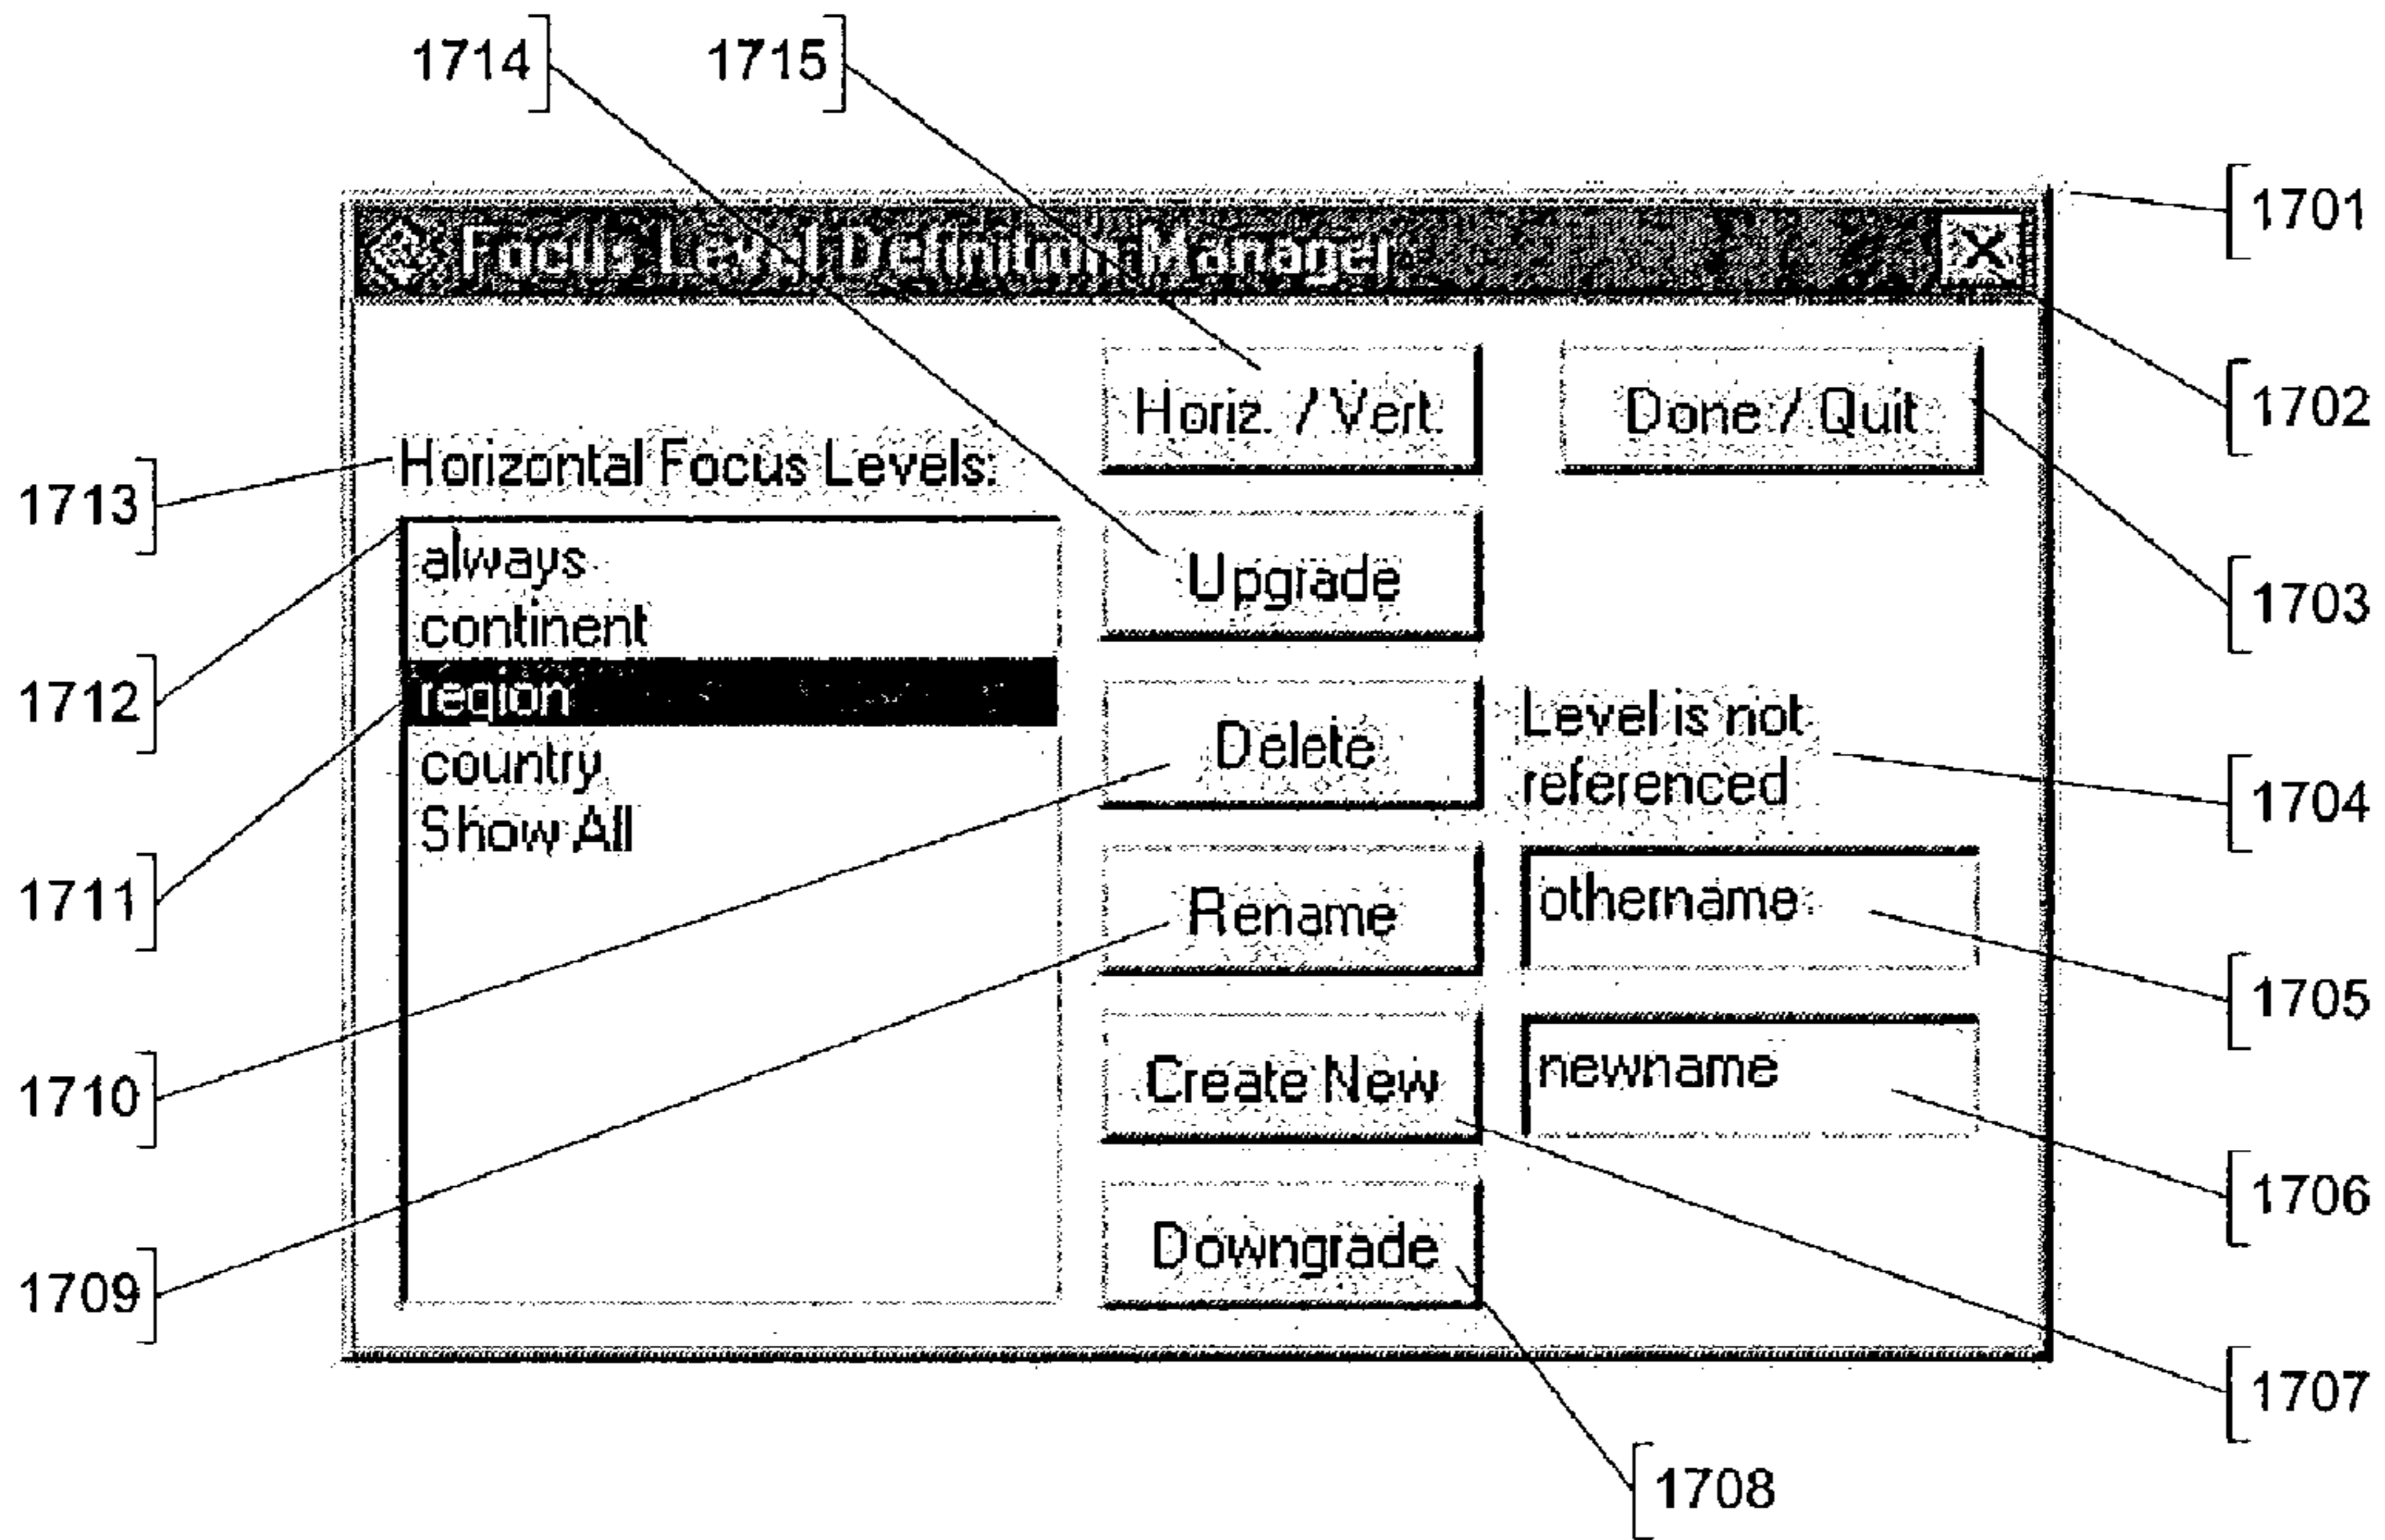 1714
1715
1701
Focus Level Definition Manager
1702
Horiz. / Vert.
Done / Quit
1713
Horizontal Focus Levels:
1703
always
continent
region
country
Show All
Upgrade
1712
Delete
Level is not
referenced
1704
1711
Rename
othername
1705
1710
Create New
newname
1706
1709
Downgrade
1707
1708